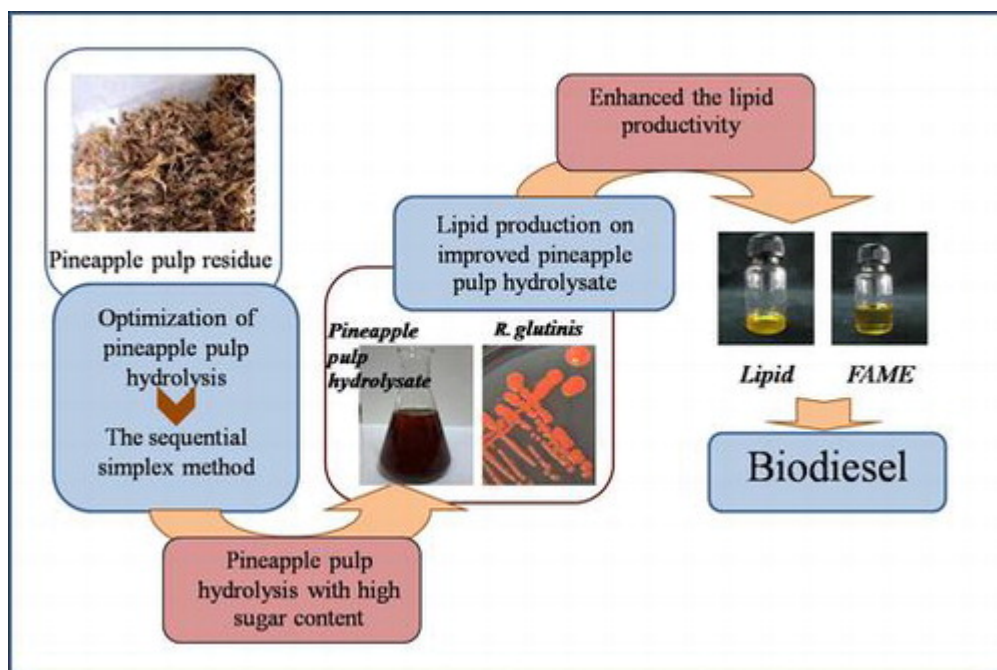 Pineapple pulp residue
Optimization of
pineapple pulp
hydrolysis
The sequential
simplex method
Pineapple pulp
hydrolysis with high
sugar content
Pineapple
pulp
hydrolysate
R. glutinis
Lipid production on
improved pineapple
pulp hydrolysate
Enhanced the lipid
productivity
Lipid
FAME
Biodiesel